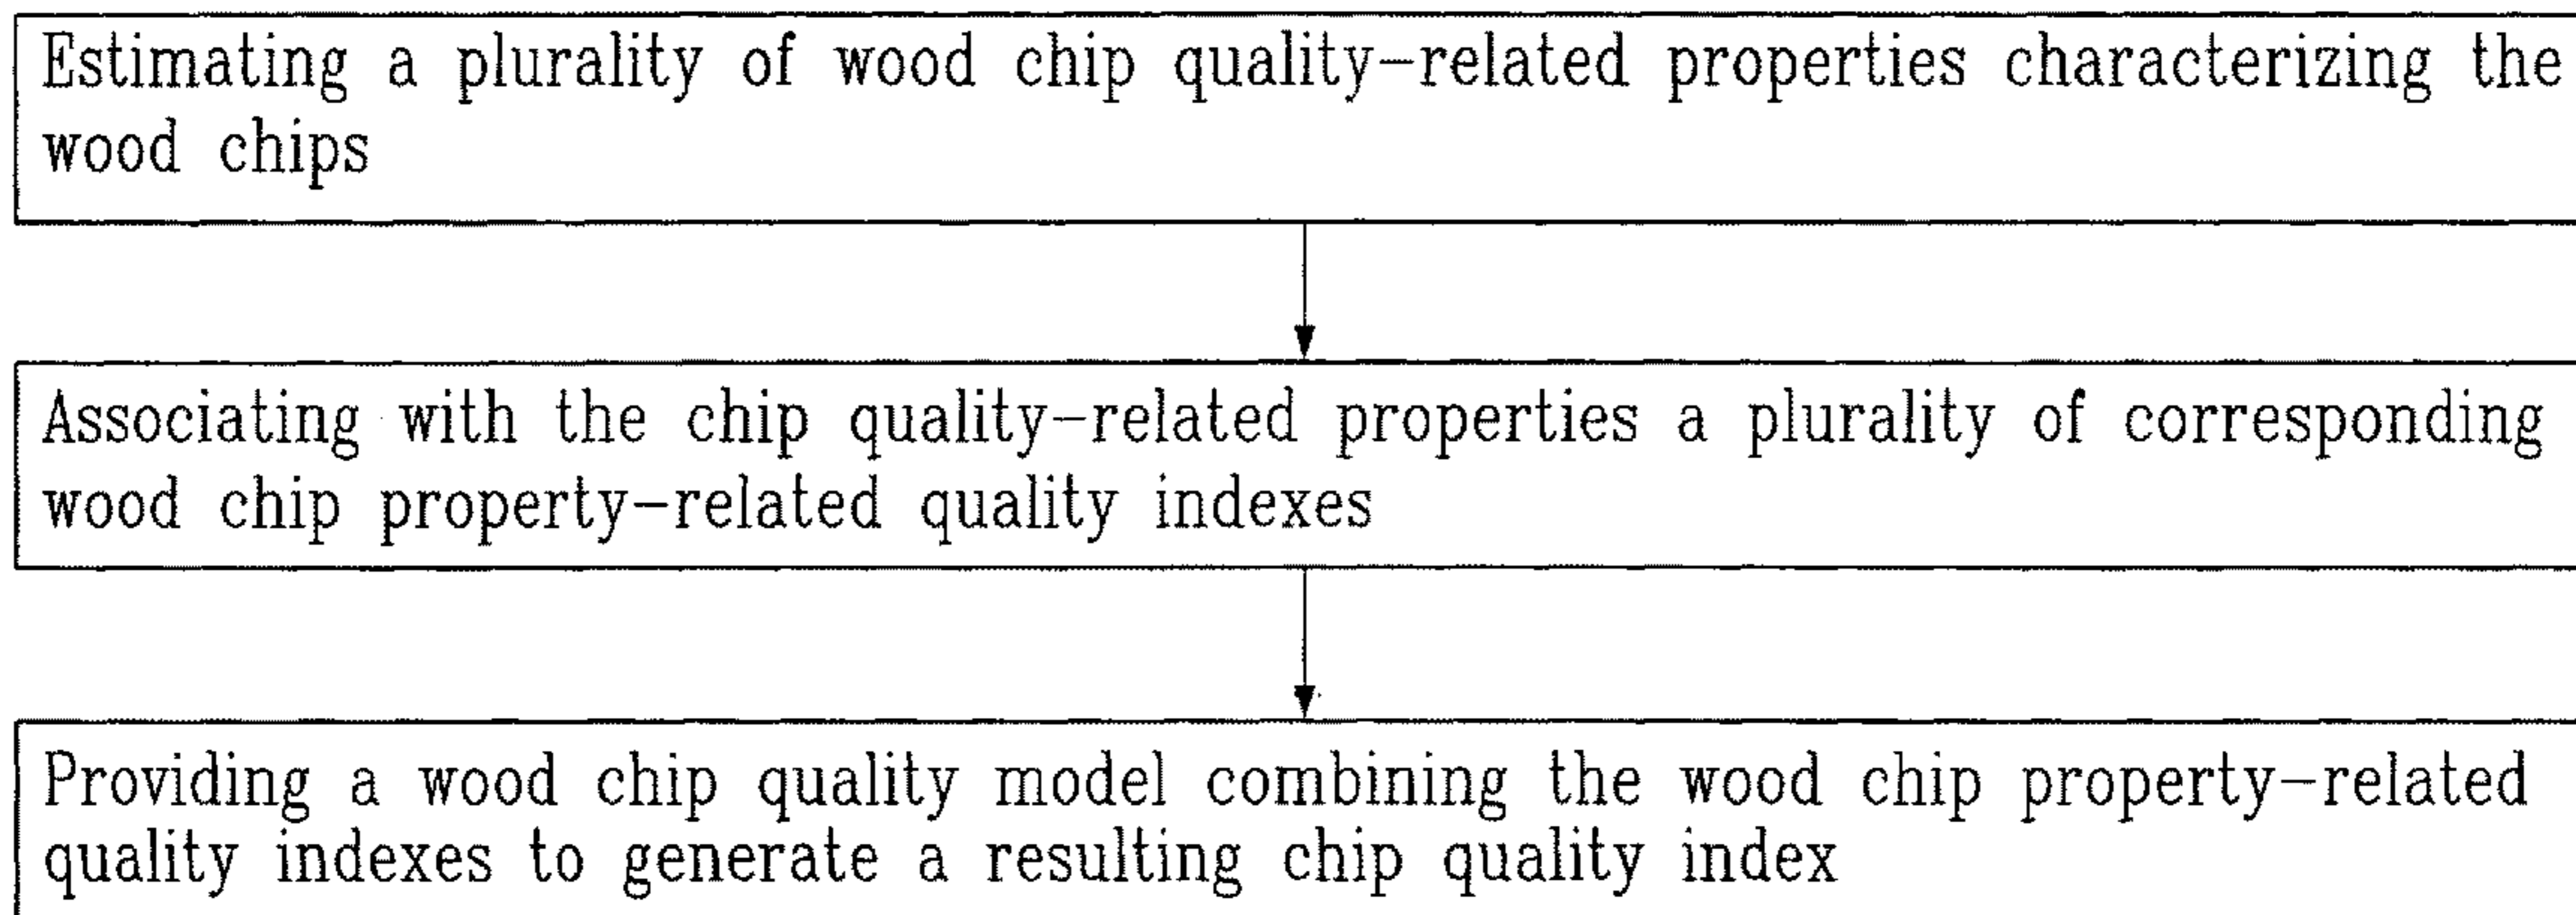 Estimating a plurality of wood chip quality-related properties characterizing the
wood chips
Associating with the chip quality-related properties a plurality of corresponding
wood chip property-related quality indexes
Providing a wood chip quality model combining the wood chip property-related
quality indexes to generate a resulting chip quality index